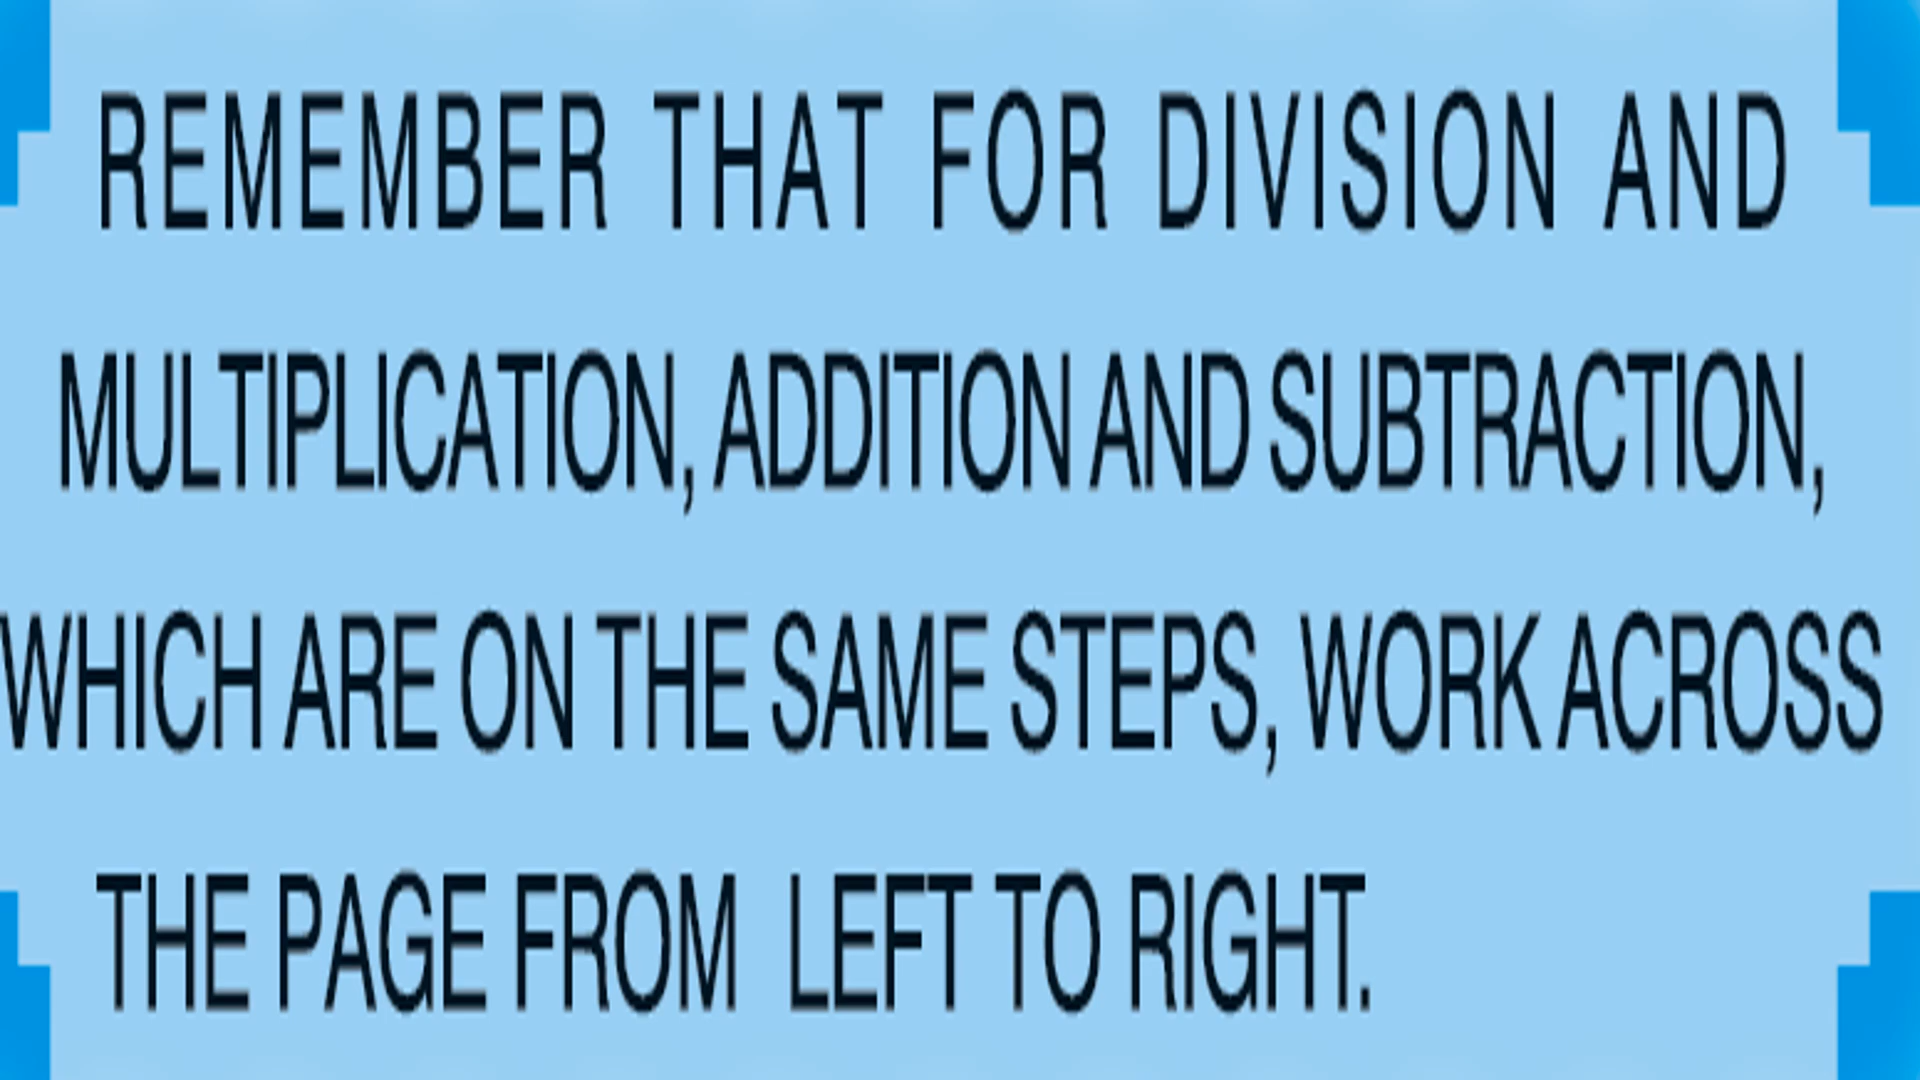 REMEMBER THAT FOR DIVISION AND
MULTIPLICATION, ADDITION AND SUBTRACTION,
WHICH ARE ON THE SAME STEPS, WORK ACROSS
THE PAGE FROM LEFT TO RIGHT.